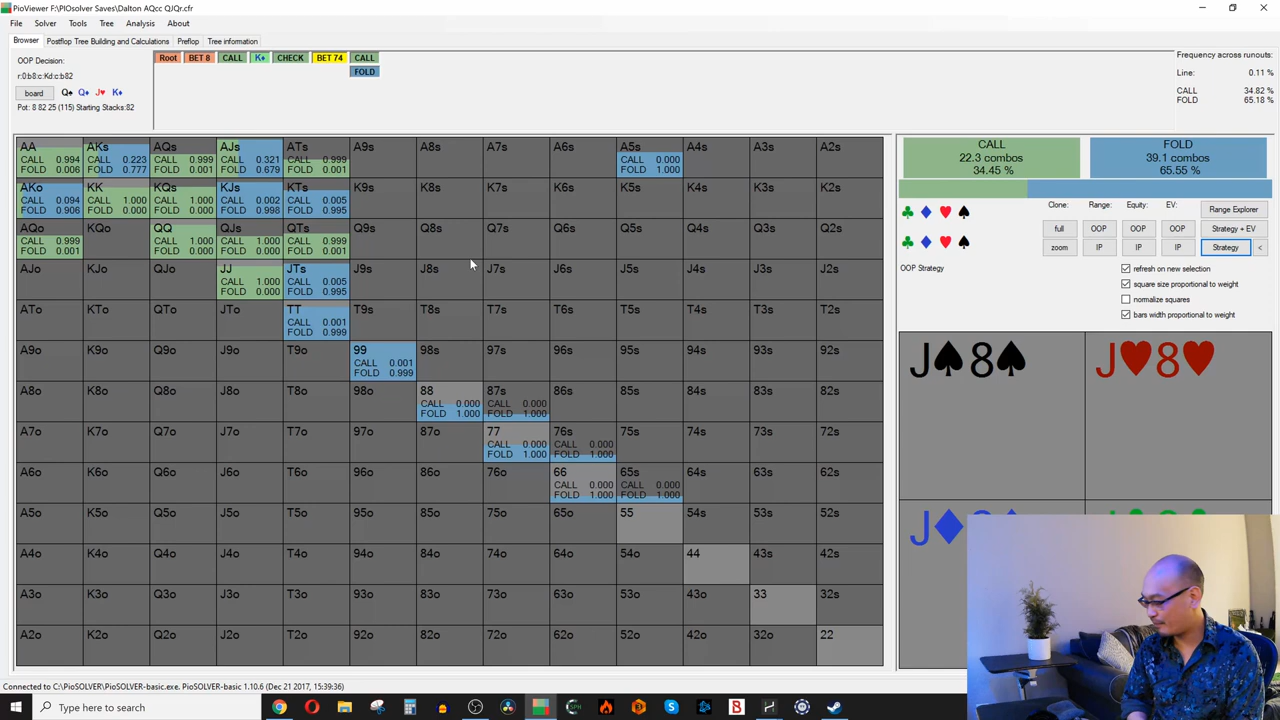 PioViewer F:\PIOsolver Saves\Dalton AQcc QJQr.cfr
File Solver Tools Tree Analysis About
Browser Postflop Tree Building and Calculations Preflop Tree information
OOP Decision:
r:0:b8:c:Kd:c:b82
board Q♠ Q♦ J♥ K♦
Pot: 8 82 25 (115) Starting Stacks:82
Root BET 8 CALL K♦ CHECK BET 74 CALL
FOLD
Frequency across runouts:
Line: 0.11 %
CALL 34.82 %
FOLD 65.18 %
AA AKs AQs AJs ATs A9s A8s A7s A6s A5s A4s A3s A2s
CALL 0.994 CALL 0.223 CALL 0.999 CALL 0.321 CALL 0.999 CALL 0.000
FOLD 0.006 FOLD 0.777 FOLD 0.001 FOLD 0.679 FOLD 0.001 FOLD 1.000
AKo KK KQs KJs KTs K9s K8s K7s K6s K5s K4s K3s K2s
CALL 0.094 CALL 1.000 CALL 1.000 CALL 0.002 CALL 0.005
FOLD 0.906 FOLD 0.000 FOLD 0.000 FOLD 0.998 FOLD 0.995
AQo KQo QQ QJs QTs Q9s Q8s Q7s Q6s Q5s Q4s Q3s Q2s
CALL 0.999 CALL 1.000 CALL 1.000 CALL 0.999
FOLD 0.001 FOLD 0.000 FOLD 0.000 FOLD 0.001
AJo KJo QJo JJ JTs J9s J8s J7s J6s J5s J4s J3s J2s
CALL 1.000 CALL 0.005
FOLD 0.000 FOLD 0.995
ATo KTo QTo JTo TT T9s T8s T7s T6s T5s T4s T3s T2s
CALL 0.001
FOLD 0.999
A9o K9o Q9o J9o T9o 99 98s 97s 96s 95s 94s 93s 92s
CALL 0.001
FOLD 0.999
A8o K8o Q8o J8o T8o 98o 88 87s 86s 85s 84s 83s 82s
CALL 0.000 CALL 0.000
FOLD 1.000 FOLD 1.000
A7o K7o Q7o J7o T7o 97o 87o 77 76s 75s 74s 73s 72s
CALL 0.000 CALL 0.000
FOLD 1.000 FOLD 1.000
A6o K6o Q6o J6o T6o 96o 86o 76o 66 65s 64s 63s 62s
CALL 0.000 CALL 0.000
FOLD 1.000 FOLD 1.000
A5o K5o Q5o J5o T5o 95o 85o 75o 65o 55 54s 53s 52s
A4o K4o Q4o J4o T4o 94o 84o 74o 64o 54o 44 43s 42s
A3o K3o Q3o J3o T3o 93o 83o 73o 63o 53o 43o 33 32s
A2o K2o Q2o J2o T2o 92o 82o 72o 62o 52o 42o 32o 22
CALL
22.3 combos
34.45 %
FOLD
39.1 combos
65.55 %
♣ ♦ ♥ ♠ Clone: Range: Equity: EV: Range Explorer
full OOP OOP OOP Strategy + EV
♣ ♦ ♥ ♠ zoom IP IP IP Strategy <
OOP Strategy
refresh on new selection
square size proportional to weight
normalize squares
bars width proportional to weight
J♠8♠ J♥8♥
Connected to C:\PioSOLVER\PioSOLVER-basic.exe. PioSOLVER-basic 1.10.6 (Dec 21 2017, 15:39:36)
Type here to search